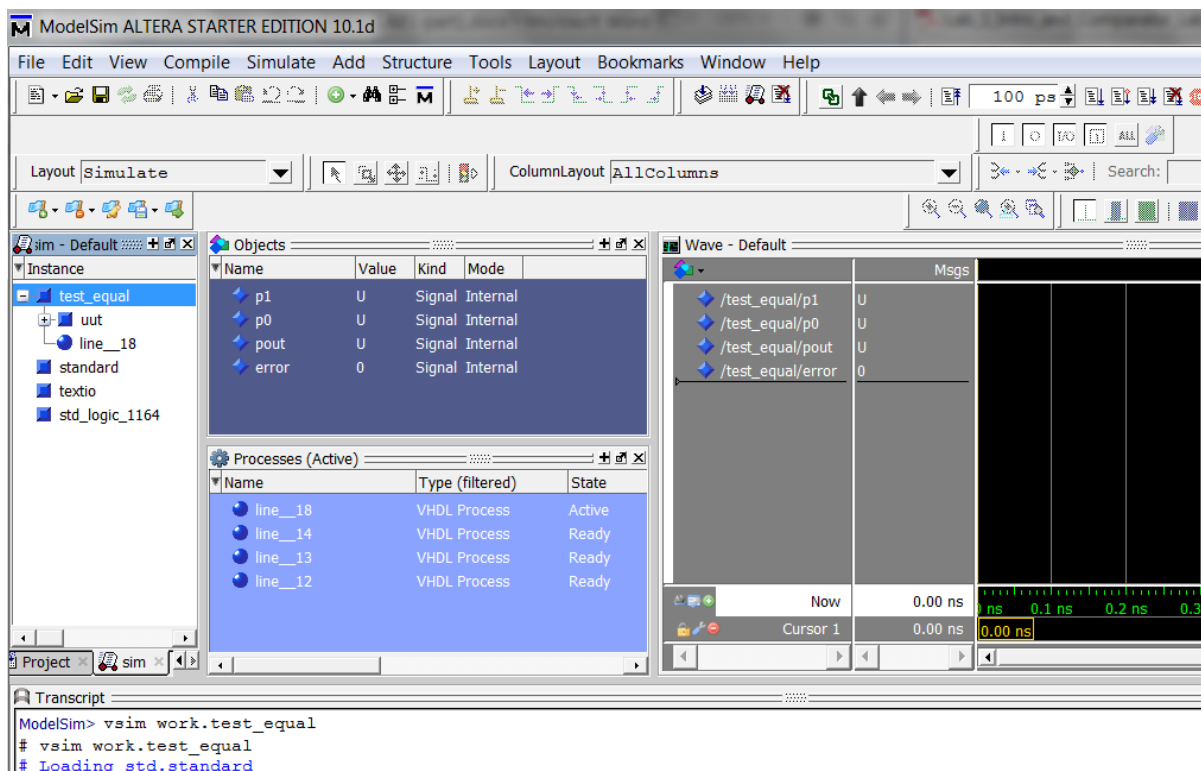 ModelSim ALTERA STARTER EDITION 10.1d
File Edit View Compile Simulate Add Structure Tools Layout Bookmarks Window Help
100 ps
I O I/O ALL
Layout Simulate ColumnLayout AllColumns Search:
sim - Default
Instance
test_equal
uut
line__18
standard
textio
std_logic_1164
Project sim
Objects
Name Value Kind Mode
p1 U Signal Internal
p0 U Signal Internal
pout U Signal Internal
error 0 Signal Internal
Processes (Active)
Name Type (filtered) State
line__18 VHDL Process Active
line__14 VHDL Process Ready
line__13 VHDL Process Ready
line__12 VHDL Process Ready
Wave - Default
Msgs
/test_equal/p1 U
/test_equal/p0 U
/test_equal/pout U
/test_equal/error 0
Now 0.00 ns ns 0.1 ns 0.2 ns 0.3
Cursor 1 0.00 ns 0.00 ns
Transcript
ModelSim> vsim work.test_equal
# vsim work.test_equal
# Loading std.standard